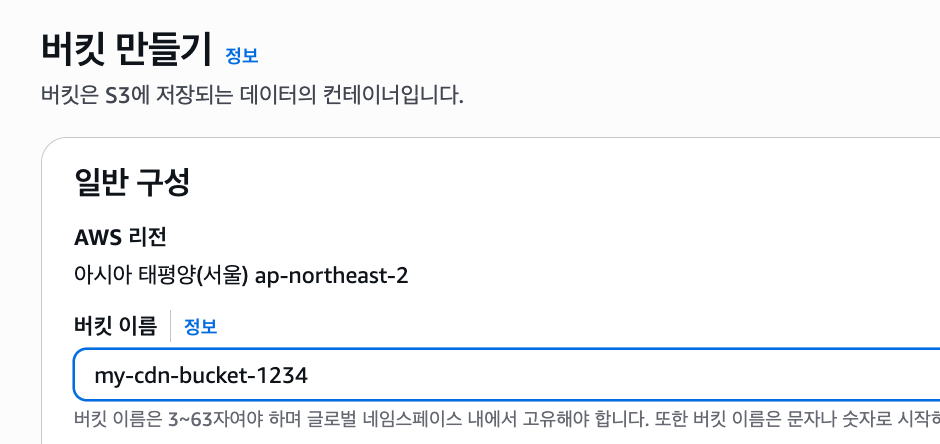 버킷 만들기 정보
버킷은 S3에 저장되는 데이터의 컨테이너입니다.
일반 구성
AWS 리전
아시아 태평양(서울) ap-northeast-2
버킷 이름 정보
my-cdn-bucket-1234
버킷 이름은 3~63자여야 하며 글로벌 네임스페이스 내에서 고유해야 합니다. 또한 버킷 이름은 문자나 숫자로 시작하